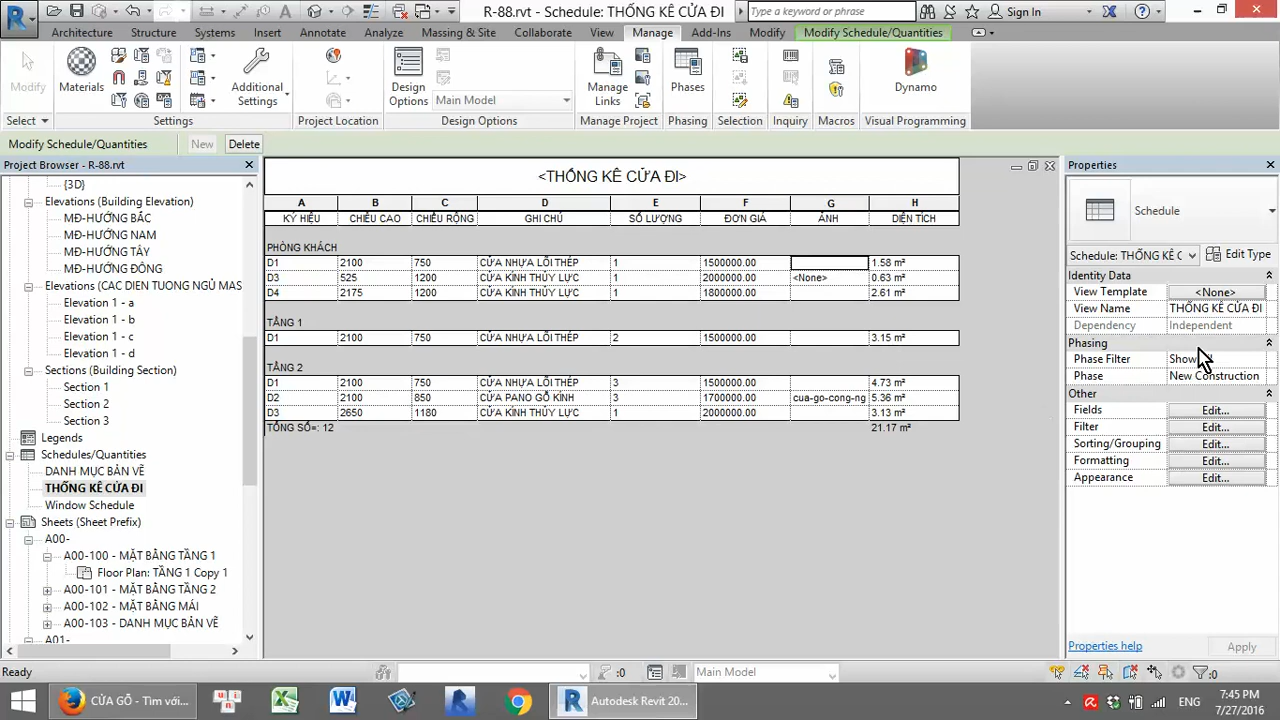 R-88.rvt - Schedule: THỐNG KÊ CỬA ĐI
Type a keyword or phrase
Sign In
Architecture Structure Systems Insert Annotate Analyze Massing & Site Collaborate View Manage Add-Ins Modify Modify Schedule/Quantities
Modify
Materials
Additional Settings
Design Options
Main Model
Manage Links
Phases
Dynamo
Select Settings Project Location Design Options Manage Project Phasing Selection Inquiry Macros Visual Programming
Modify Schedule/Quantities New Delete
Project Browser - R-88.rvt
{3D}
Elevations (Building Elevation)
MĐ-HƯỚNG BẮC
MĐ-HƯỚNG NAM
MĐ-HƯỚNG TÂY
MĐ-HƯỚNG ĐÔNG
Elevations (CAC DIEN TUONG NGỦ MAS
Elevation 1 - a
Elevation 1 - b
Elevation 1 - c
Elevation 1 - d
Sections (Building Section)
Section 1
Section 2
Section 3
Legends
Schedules/Quantities
DANH MỤC BẢN VẼ
THỐNG KÊ CỬA ĐI
Window Schedule
Sheets (Sheet Prefix)
A00-
A00-100 - MẶT BẰNG TẦNG 1
Floor Plan: TẦNG 1 Copy 1
A00-101 - MẶT BẰNG TẦNG 2
A00-102 - MẶT BẰNG MÁI
A00-103 - DANH MỤC BẢN VẼ
A01-
<THỐNG KÊ CỬA ĐI>
A B C D E F G H
KÝ HIỆU CHIỀU CAO CHIỀU RỘNG GHI CHÚ SỐ LƯỢNG ĐƠN GIÁ ẢNH DIỆN TÍCH
PHÒNG KHÁCH
D1 2100 750 CỬA NHỰA LÕI THÉP 1 1500000.00 1.58 m²
D3 525 1200 CỬA KÍNH THỦY LỰC 1 2000000.00 <None> 0.63 m²
D4 2175 1200 CỬA KÍNH THỦY LỰC 1 1800000.00 2.61 m²
TẦNG 1
D1 2100 750 CỬA NHỰA LÕI THÉP 2 1500000.00 3.15 m²
TẦNG 2
D1 2100 750 CỬA NHỰA LÕI THÉP 3 1500000.00 4.73 m²
D2 2100 850 CỬA PANO GỖ KÍNH 3 1700000.00 cua-go-cong-ng 5.36 m²
D3 2650 1180 CỬA KÍNH THỦY LỰC 1 2000000.00 3.13 m²
TỔNG SỐ=: 12 21.17 m²
Properties
Schedule
Schedule: THỐNG KÊ C Edit Type
Identity Data
View Template <None>
View Name THỐNG KÊ CỬA ĐI
Dependency Independent
Phasing
Phase Filter Show
Phase New Construction
Other
Fields Edit...
Filter Edit...
Sorting/Grouping Edit...
Formatting Edit...
Appearance Edit...
Properties help Apply
Ready :0 Main Model :0
CỬA GỖ - Tìm với... Autodesk Revit 20... ENG
7:45 PM
7/27/2016